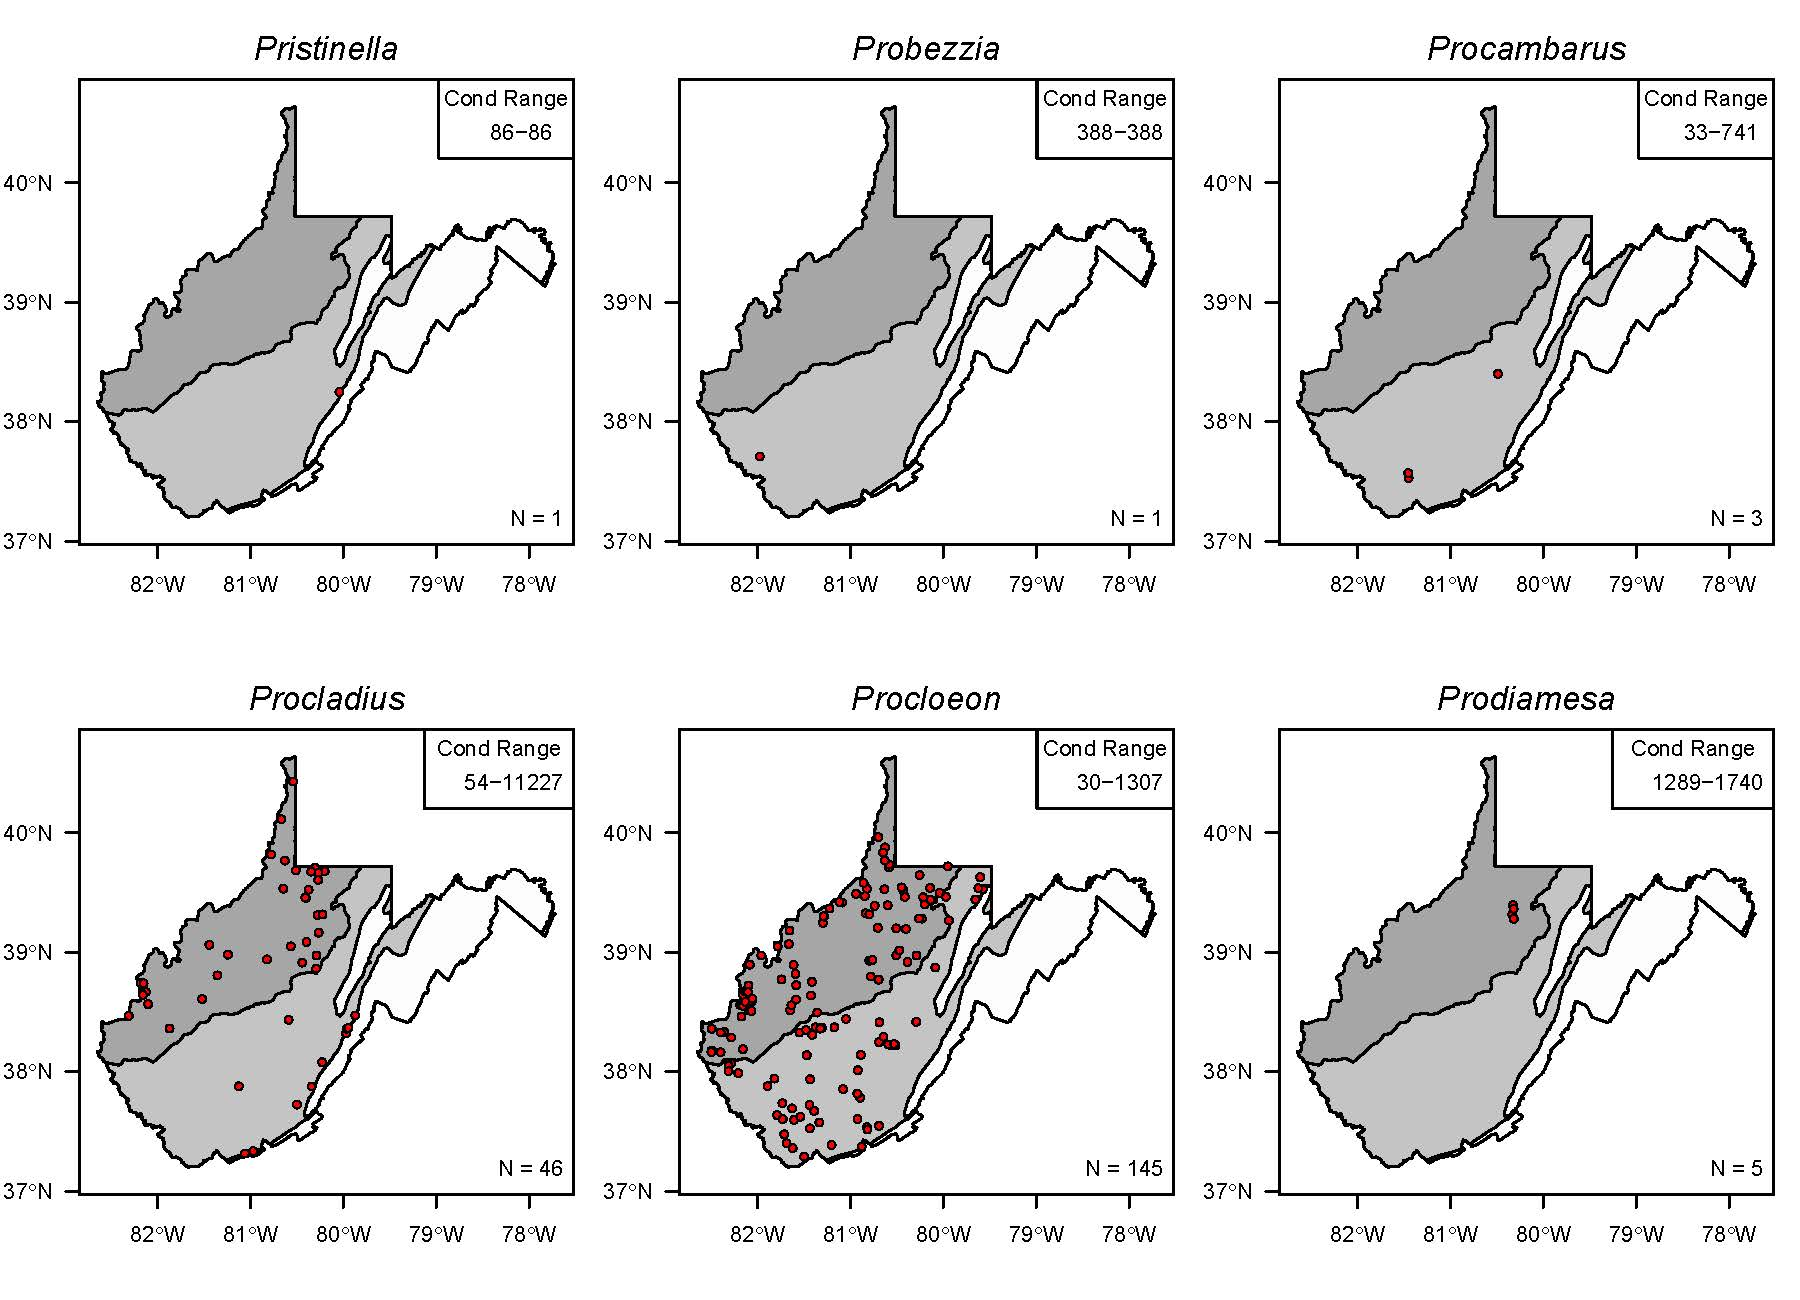 Pristinella
Cond Range
86−86
40°N
39°N
38°N
37°N
N = 1
82°W 81°W 80°W 79°W 78°W
Probezzia
Cond Range
388−388
40°N
39°N
38°N
37°N
N = 1
82°W 81°W 80°W 79°W 78°W
Procambarus
Cond Range
33−741
40°N
39°N
38°N
37°N
N = 3
82°W 81°W 80°W 79°W 78°W
Procladius
Cond Range
54−11227
40°N
39°N
38°N
37°N
N = 46
82°W 81°W 80°W 79°W 78°W
Procloeon
Cond Range
30−1307
40°N
39°N
38°N
37°N
N = 145
82°W 81°W 80°W 79°W 78°W
Prodiamesa
Cond Range
1289−1740
40°N
39°N
38°N
37°N
N = 5
82°W 81°W 80°W 79°W 78°W